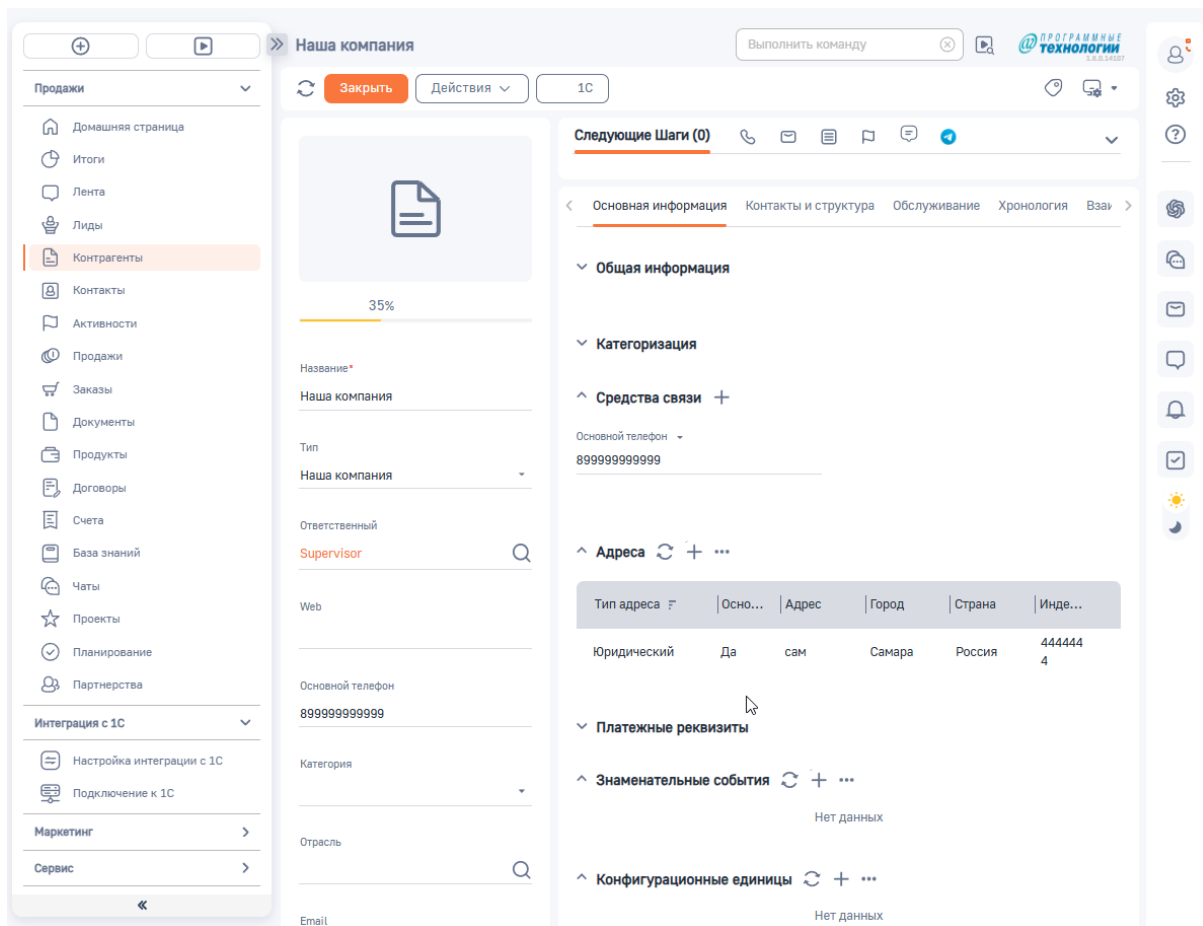 Наша компания
Выполнить команду
ПРОГРАММНЫЕ
ТЕХНОЛОГИИ
1.8.0.14107
Продажи
Домашняя страница
Итоги
Лента
Лиды
Контрагенты
Контакты
Активности
Продажи
Заказы
Документы
Продукты
Договоры
Счета
База знаний
Чаты
Проекты
Планирование
Партнерства
Интеграция с 1С
Настройка интеграции с 1С
Подключение к 1С
Маркетинг
Сервис
Закрыть
Действия
1С
35%
Название*
Наша компания
Тип
Наша компания
Ответственный
Supervisor
Web
Основной телефон
899999999999
Категория
Отрасль
Email
Следующие Шаги (0)
Основная информация Контакты и структура Обслуживание Хронология Взаи
Общая информация
Категоризация
Средства связи
Основной телефон
899999999999
Адреса
Тип адреса Осно... Адрес Город Страна Инде...
Юридический Да сам Самара Россия 444444
4
Платежные реквизиты
Знаменательные события
Нет данных
Конфигурационные единицы
Нет данных